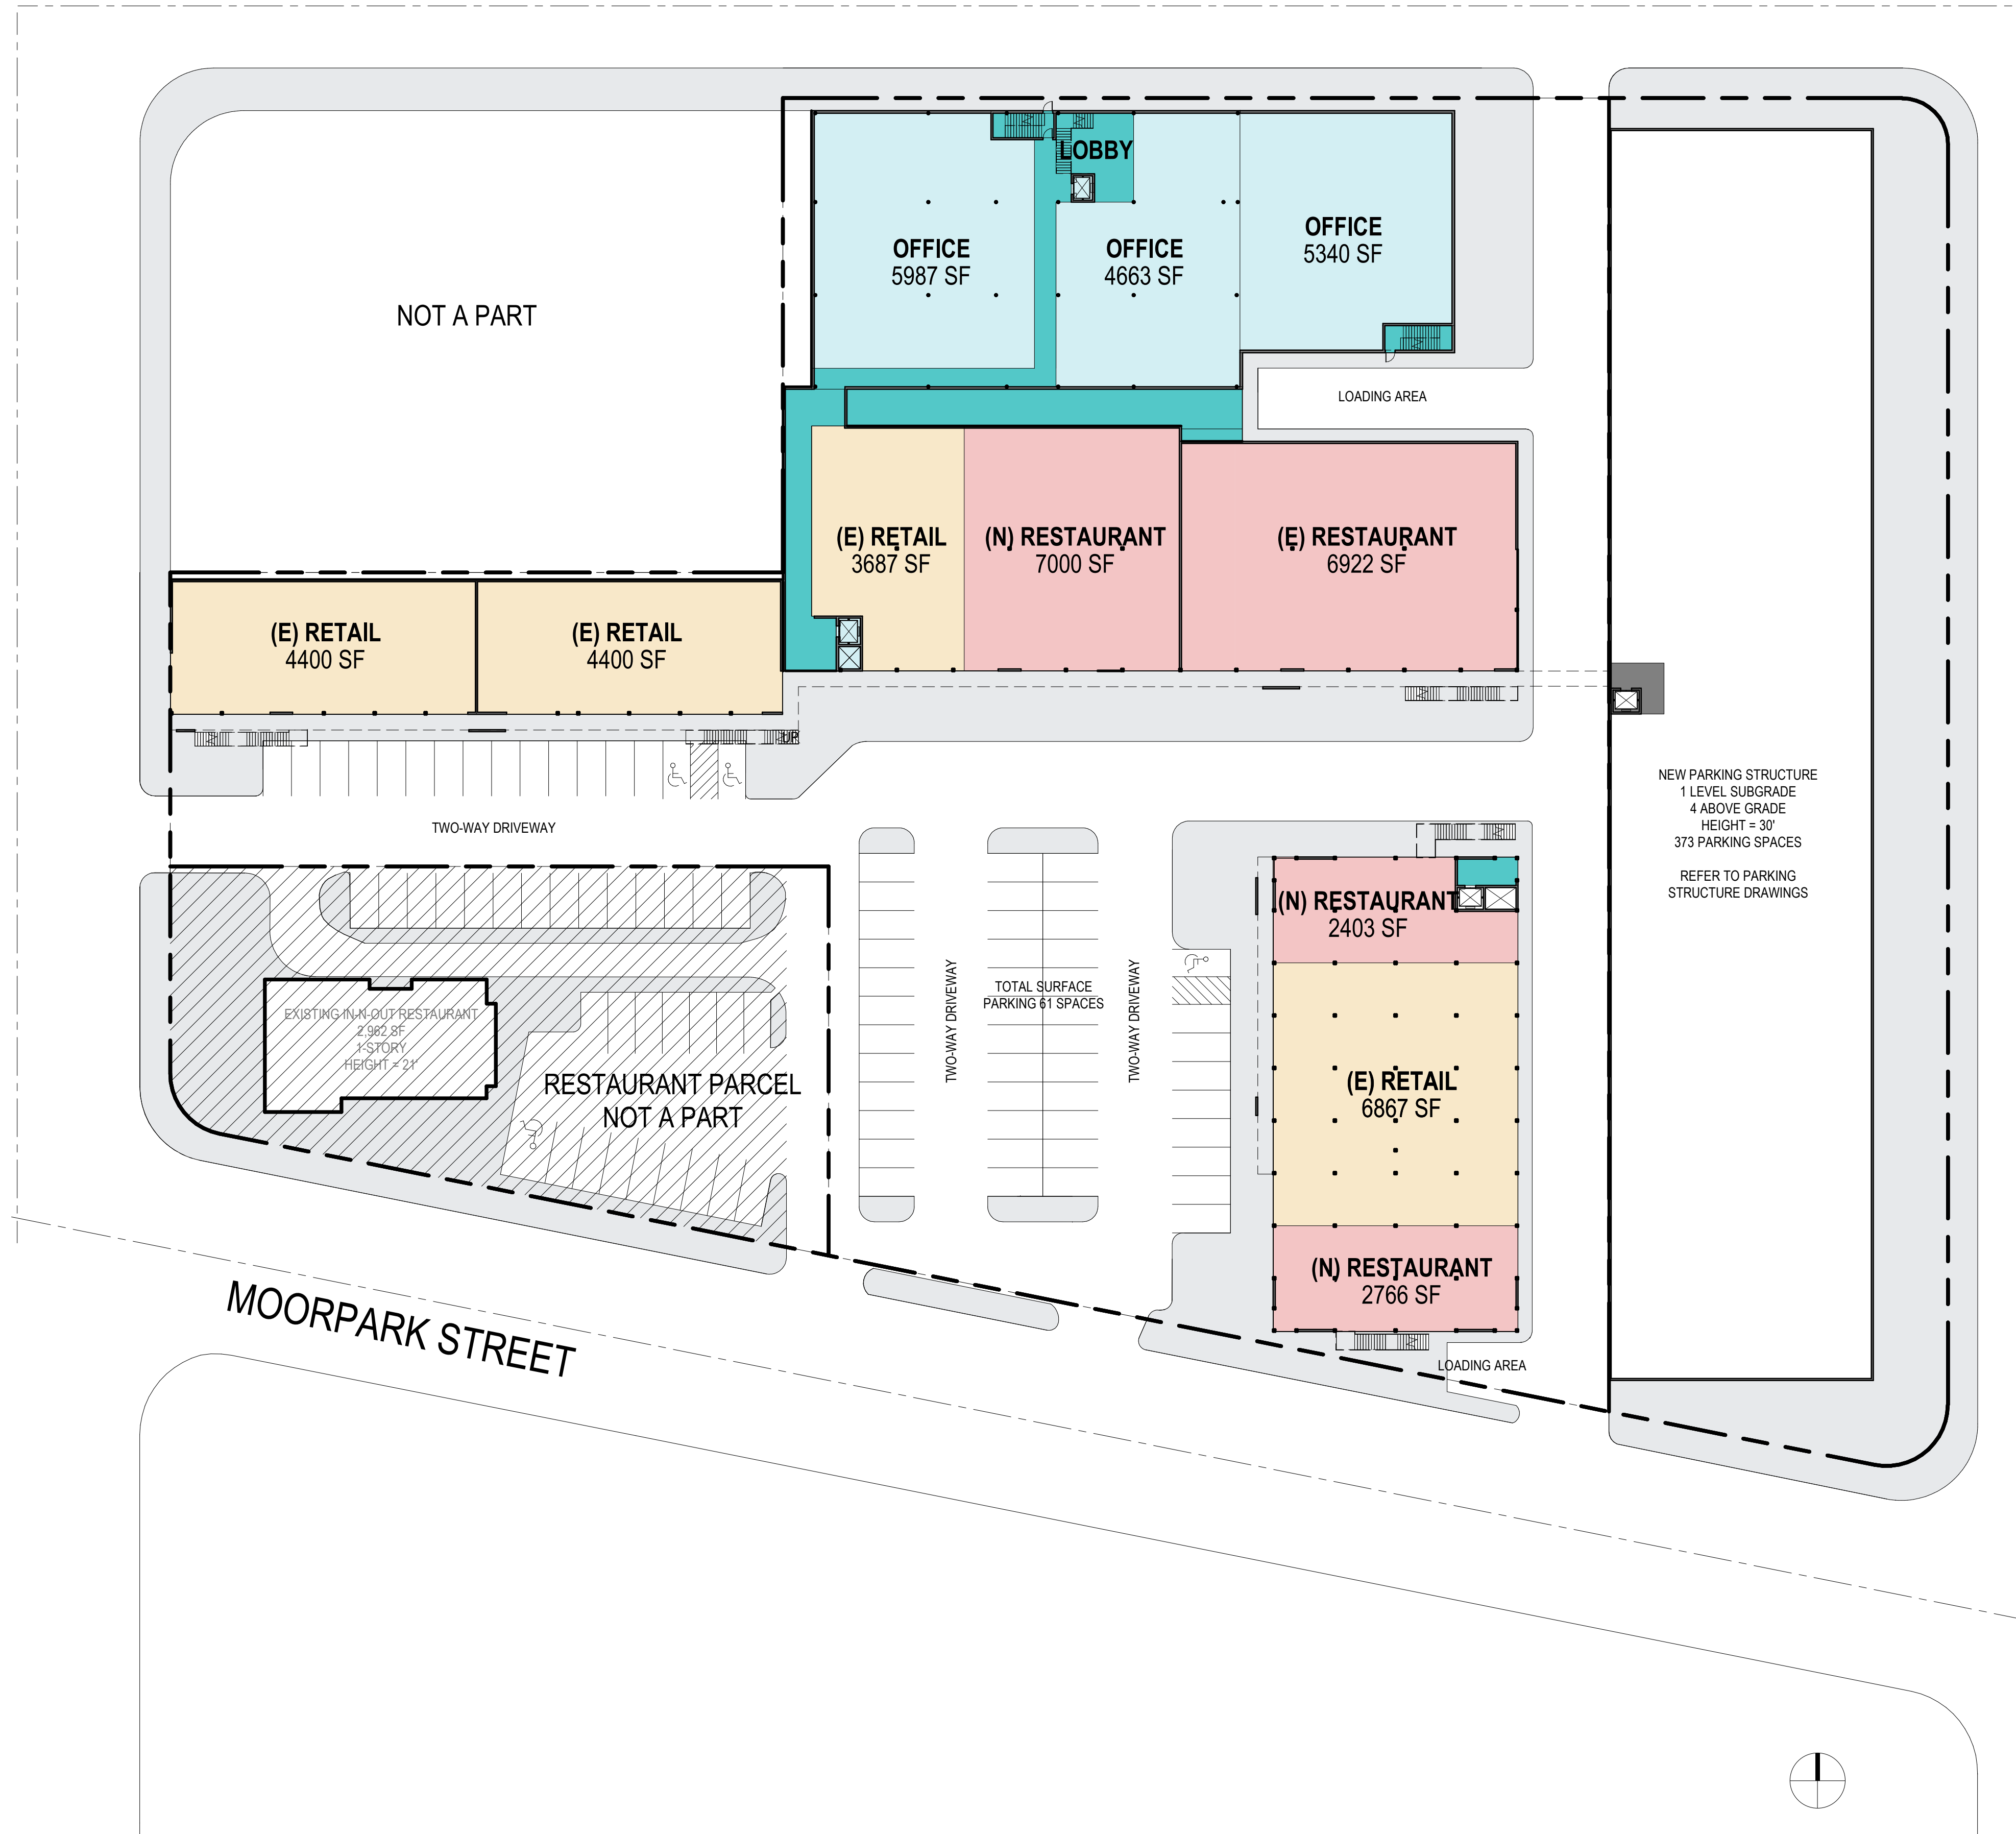 LOBBY
OFFICE
5987 SF
OFFICE
4663 SF
OFFICE
5340 SF
NOT A PART
LOADING AREA
(E) RETAIL
3687 SF
(N) RESTAURANT
7000 SF
(E) RESTAURANT
6922 SF
(E) RETAIL
4400 SF
(E) RETAIL
4400 SF
UP
TWO-WAY DRIVEWAY
NEW PARKING STRUCTURE
1 LEVEL SUBGRADE
4 ABOVE GRADE
HEIGHT = 30'
373 PARKING SPACES
REFER TO PARKING
STRUCTURE DRAWINGS
(N) RESTAURANT
2403 SF
TWO-WAY DRIVEWAY
TOTAL SURFACE
PARKING 61 SPACES
TWO-WAY DRIVEWAY
EXISTING IN-N-OUT RESTAURANT
2,962 SF
1-STORY
HEIGHT = 21'
RESTAURANT PARCEL
NOT A PART
(E) RETAIL
6867 SF
(N) RESTAURANT
2766 SF
LOADING AREA
MOORPARK STREET